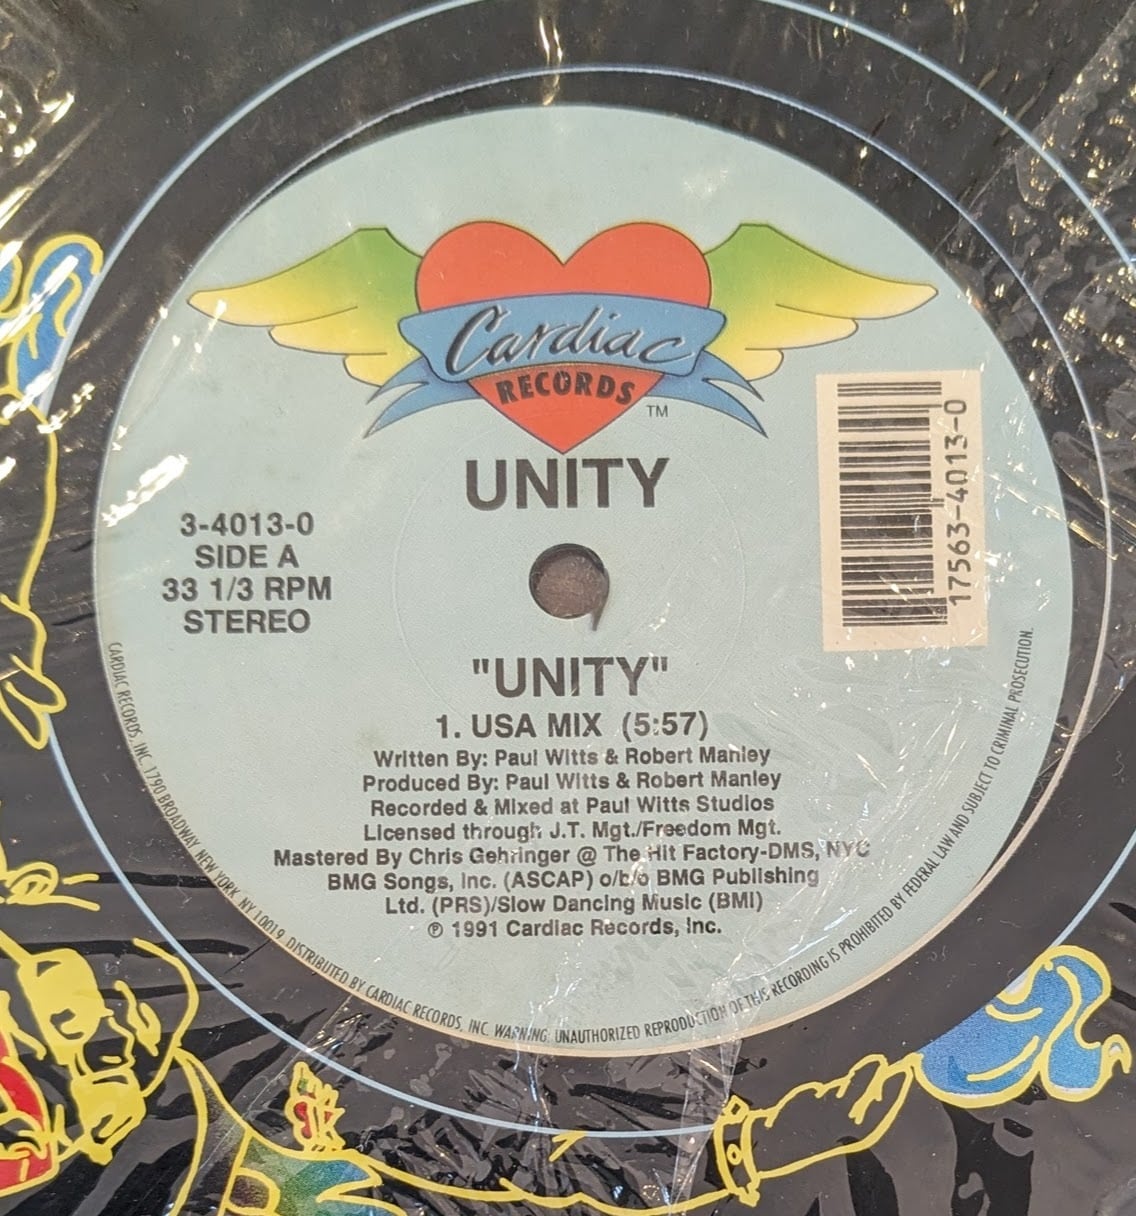 Cardiac
RECORDS
TM
UNITY
3-4013-0
SIDE A
33 1/3 RPM
STEREO
17563-4013-0
"UNITY"
1. USA MIX (5:57)
Written By: Paul Witts & Robert Manley
Produced By: Paul Witts & Robert Manley
Recorded & Mixed at Paul Witts Studios
Licensed through J.T. Mgt./Freedom Mgt.
Mastered By Chris Gehringer @ The Hit Factory-DMS, NYC
BMG Songs, Inc. (ASCAP) o/b/o BMG Publishing
Ltd. (PRS)/Slow Dancing Music (BMI)
℗ 1991 Cardiac Records, Inc.
CARDIAC RECORDS, INC. 1790 BROADWAY NEW YORK, NY 10019. DISTRIBUTED BY CARDIAC RECORDS, INC. WARNING: UNAUTHORIZED REPRODUCTION OF THIS RECORDING IS PROHIBITED BY FEDERAL LAW AND SUBJECT TO CRIMINAL PROSECUTION.